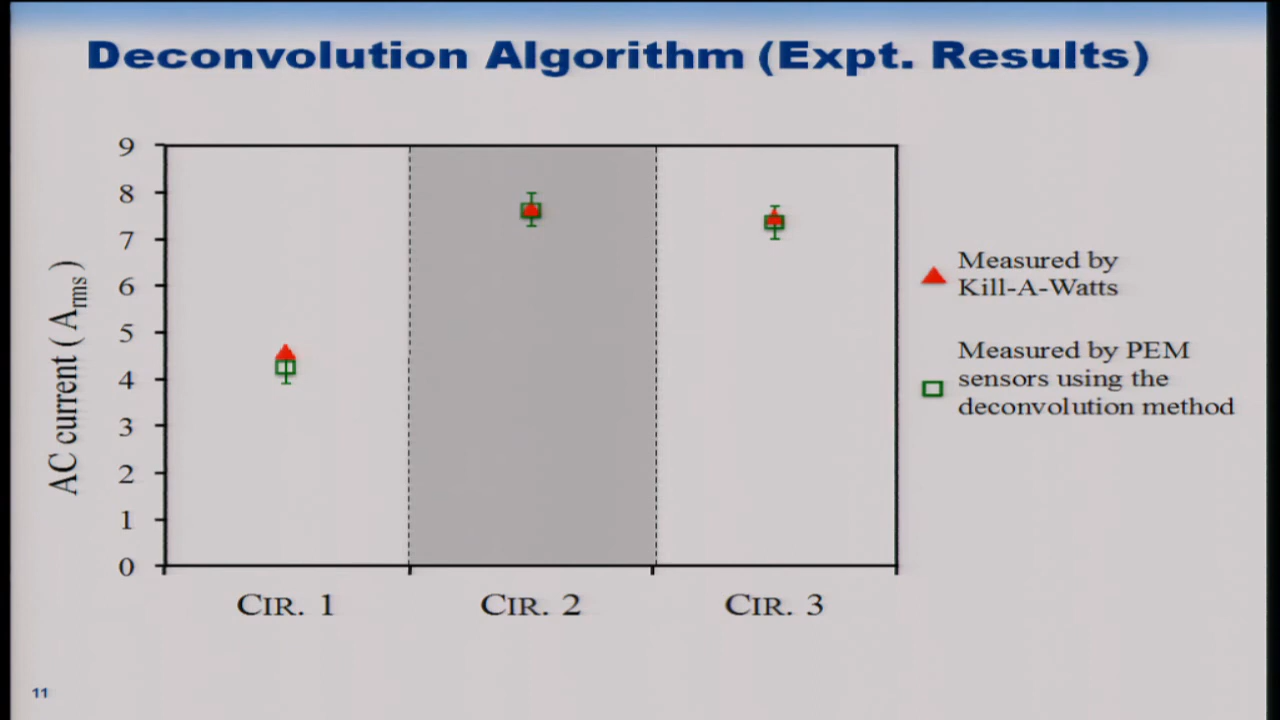 Deconvolution Algorithm (Expt. Results)
9
8
7
6
5
4
3
2
1
0
AC current ( Arms )
CIR. 1
CIR. 2
CIR. 3
Measured by
Kill-A-Watts
Measured by PEM
sensors using the
deconvolution method
11